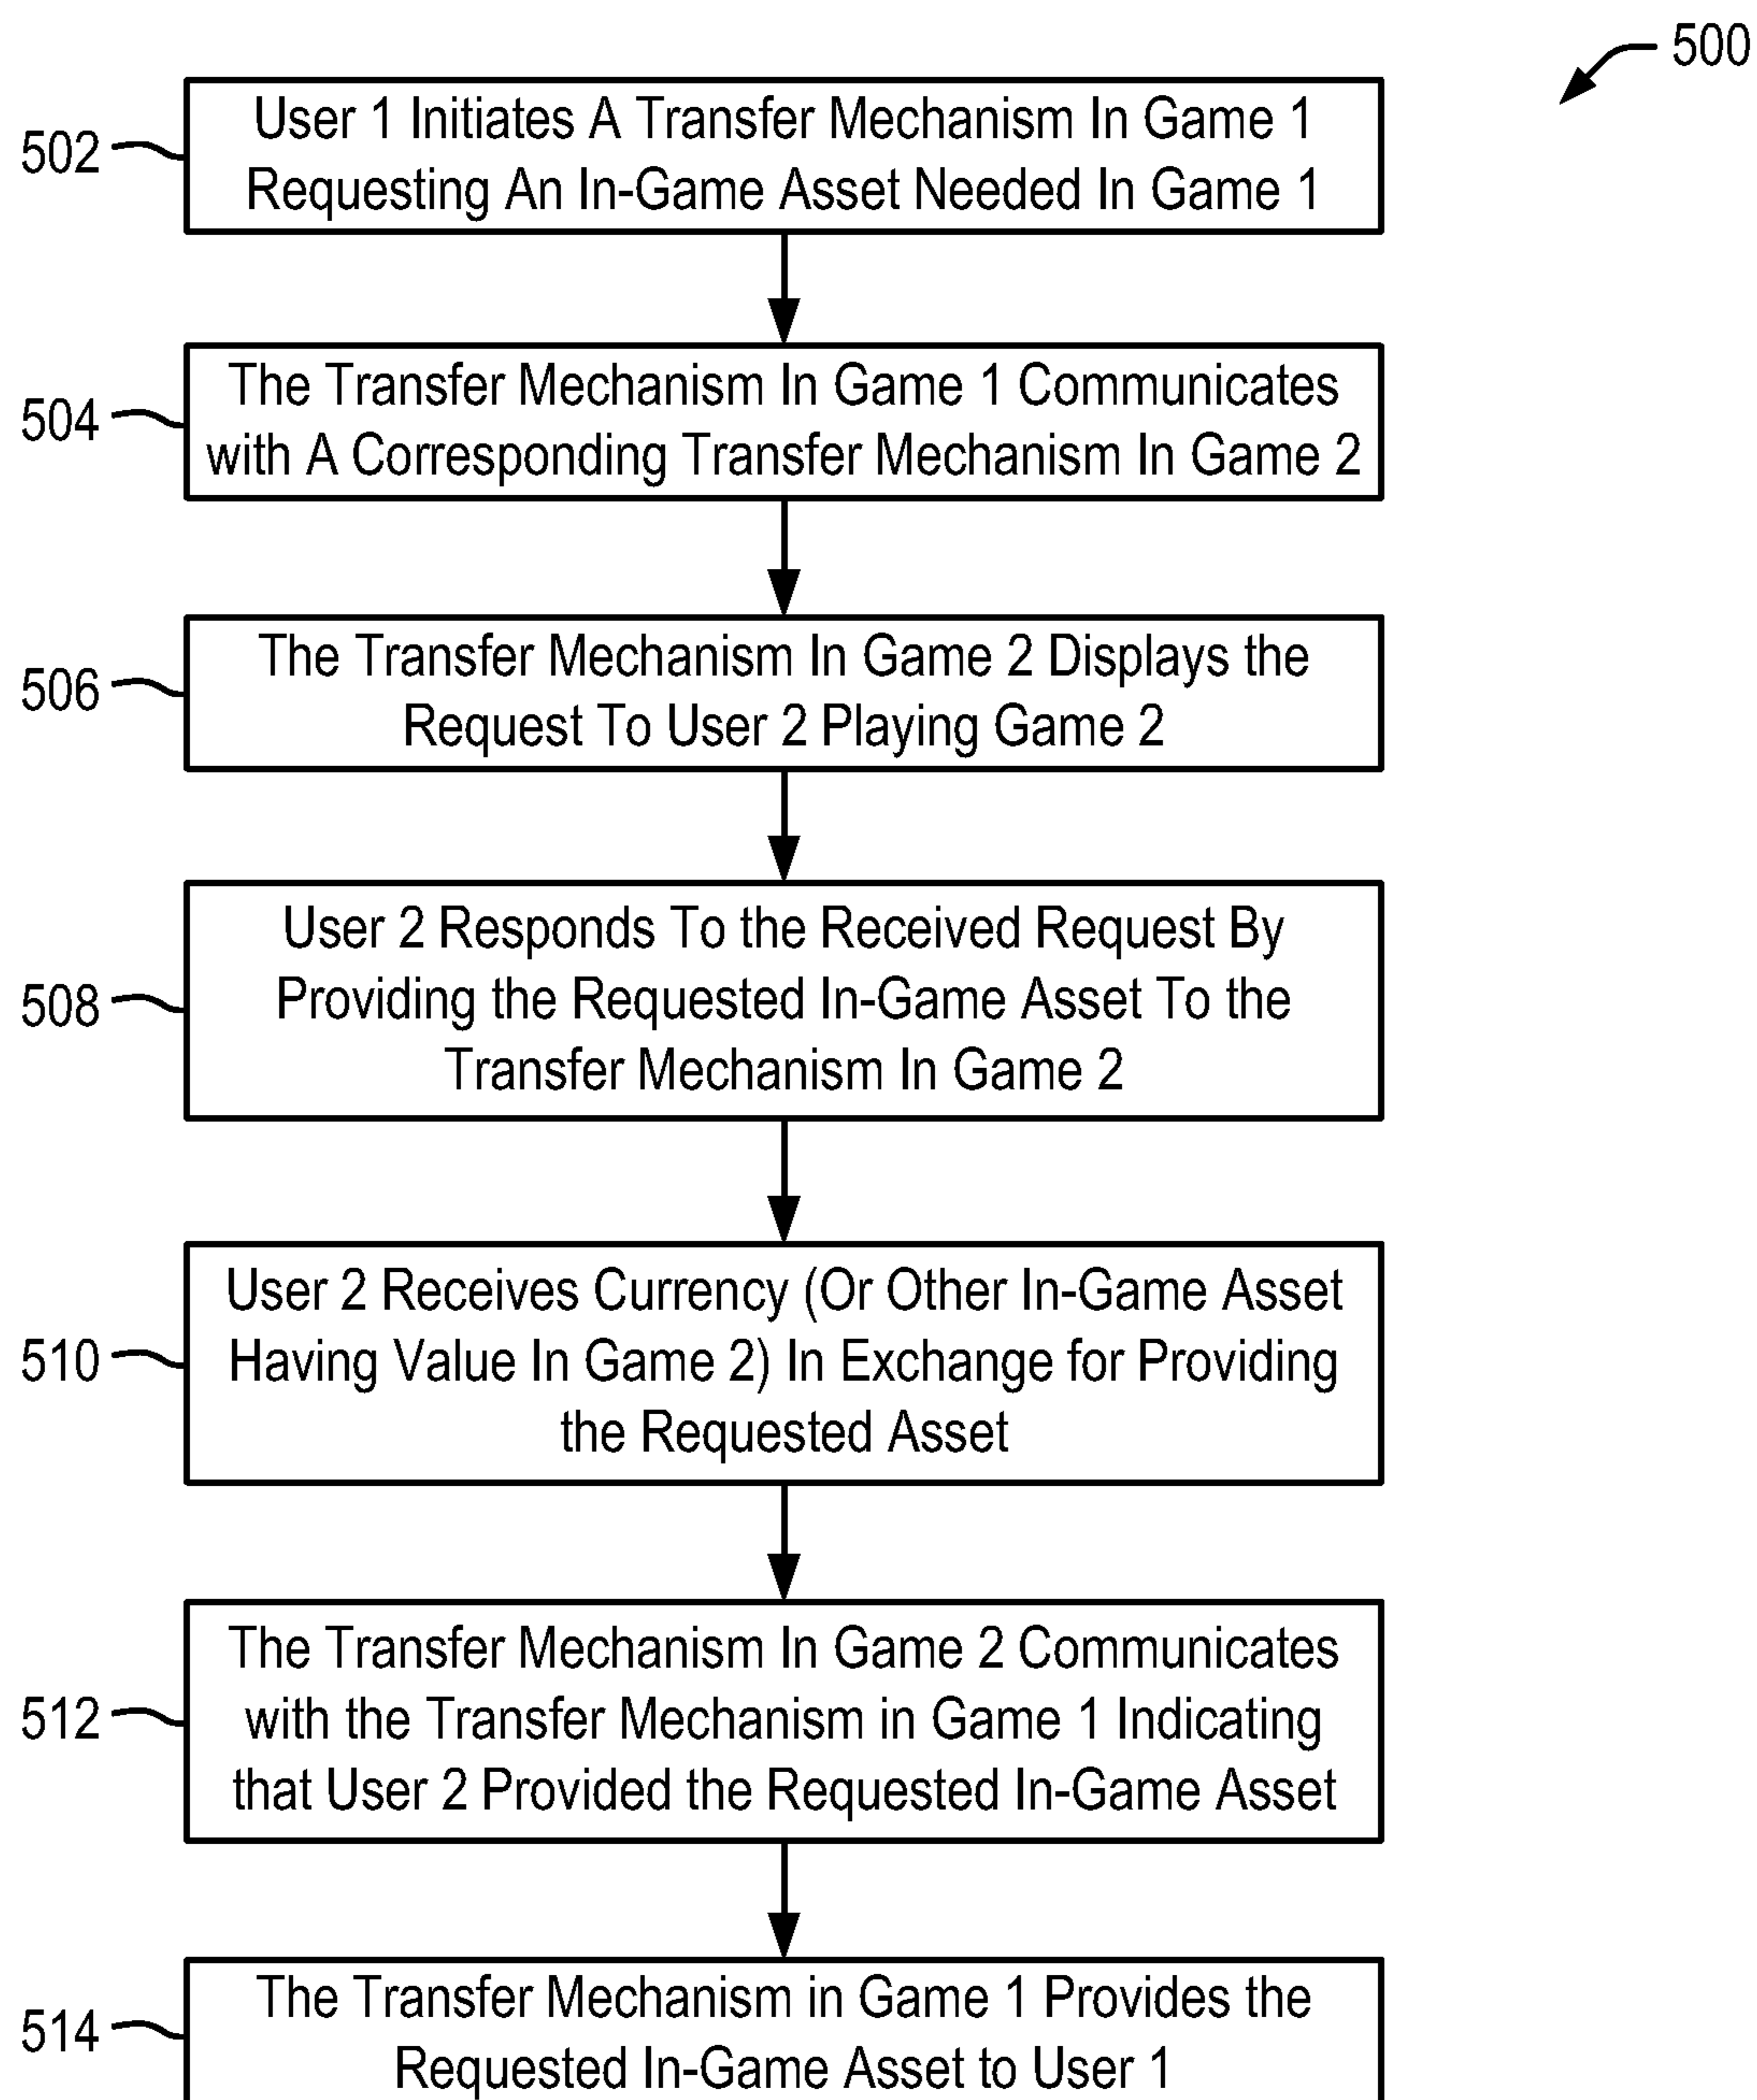 500
502
User 1 Initiates A Transfer Mechanism In Game 1
Requesting An In-Game Asset Needed In Game 1
504
The Transfer Mechanism In Game 1 Communicates
with A Corresponding Transfer Mechanism In Game 2
506
The Transfer Mechanism In Game 2 Displays the
Request To User 2 Playing Game 2
508
User 2 Responds To the Received Request By
Providing the Requested In-Game Asset To the
Transfer Mechanism In Game 2
510
User 2 Receives Currency (Or Other In-Game Asset
Having Value In Game 2) In Exchange for Providing
the Requested Asset
512
The Transfer Mechanism In Game 2 Communicates
with the Transfer Mechanism in Game 1 Indicating
that User 2 Provided the Requested In-Game Asset
514
The Transfer Mechanism in Game 1 Provides the
Requested In-Game Asset to User 1